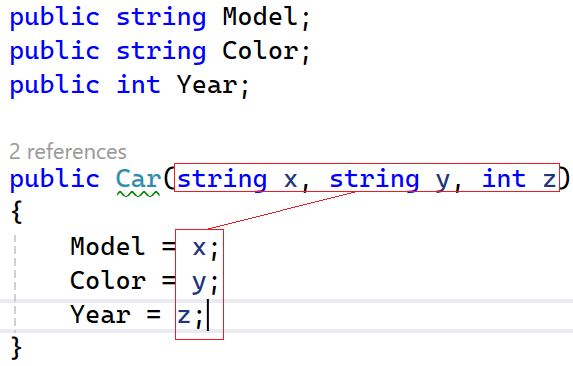 public string Model;
public string Color;
public int Year;
2 references
public Car(string x, string y, int z)
{
Model = x;
Color = y;
Year = z;
}